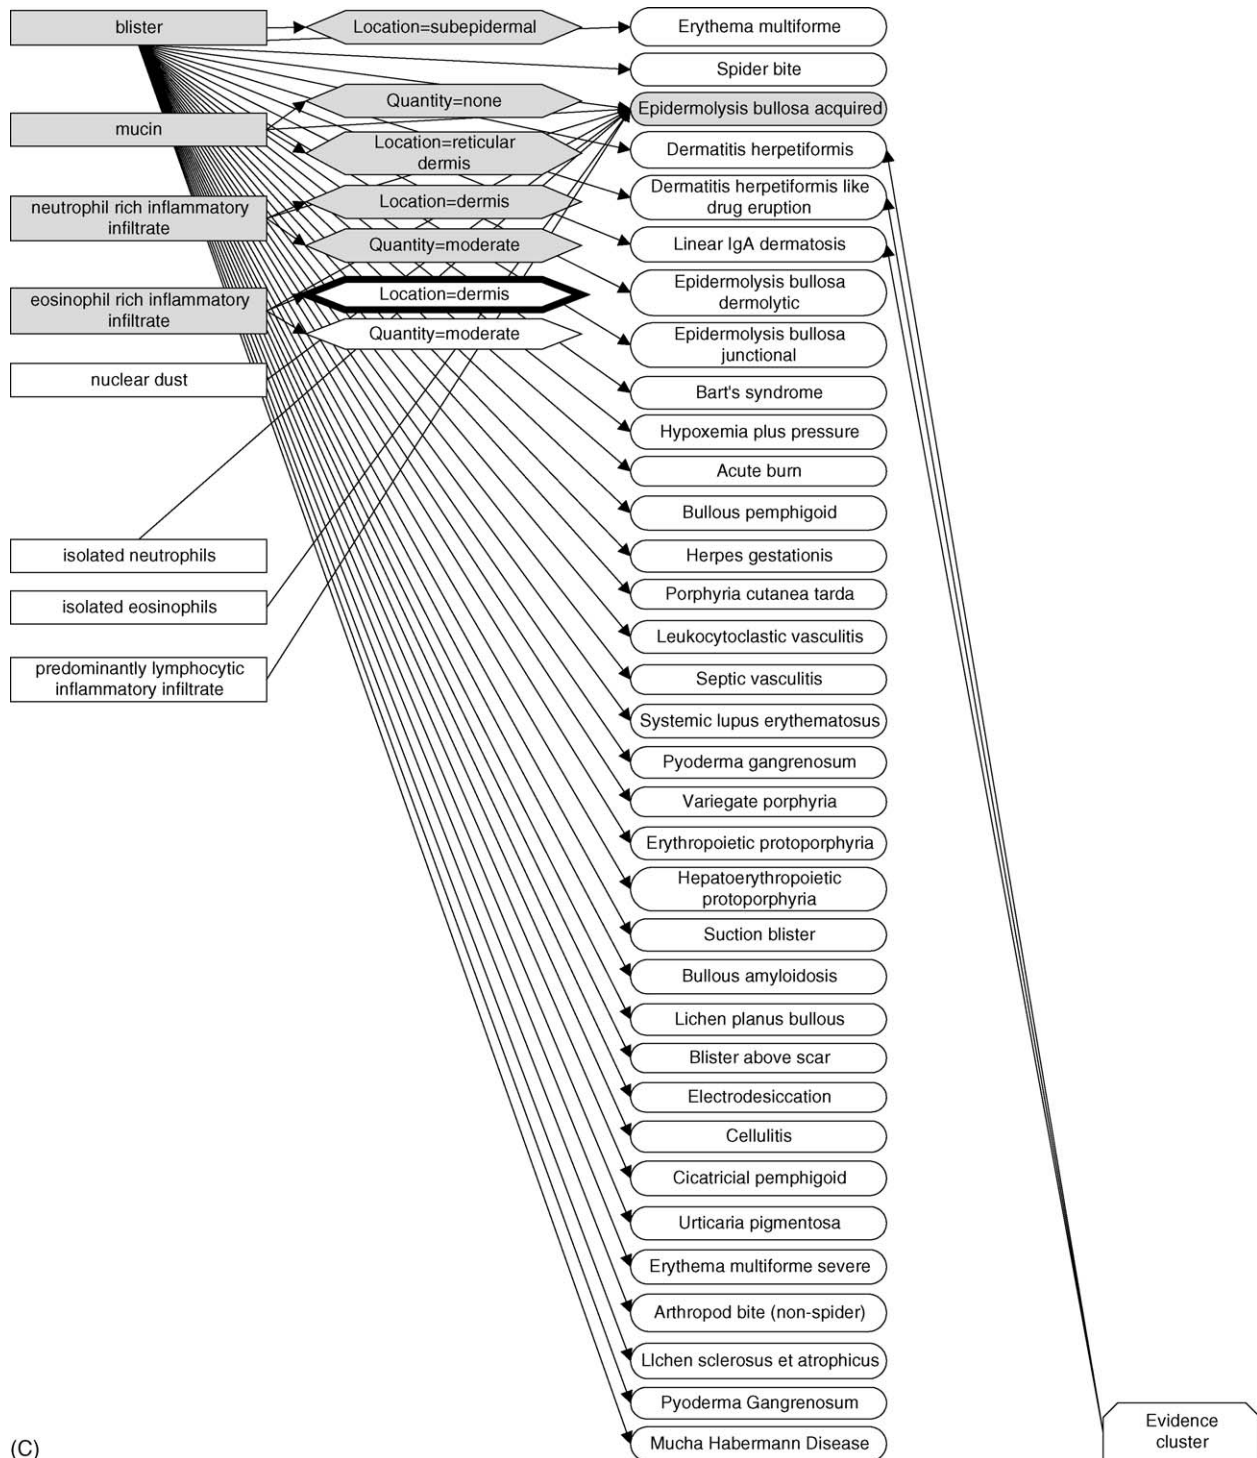 blister
Location=subepidermal
Erythema multiforme
Spider bite
Quantity=none
Epidermolysis bullosa acquired
mucin
Location=reticular
dermis
Dermatitis herpetiformis
neutrophil rich inflammatory
infiltrate
Location=dermis
Dermatitis herpetiformis like
drug eruption
Quantity=moderate
Linear IgA dermatosis
eosinophil rich inflammatory
infiltrate
Location=dermis
Epidermolysis bullosa
dermolytic
Quantity=moderate
Epidermolysis bullosa
junctional
nuclear dust
Bart's syndrome
Hypoxemia plus pressure
Acute burn
Bullous pemphigoid
isolated neutrophils
Herpes gestationis
isolated eosinophils
Porphyria cutanea tarda
Leukocytoclastic vasculitis
predominantly lymphocytic
inflammatory infiltrate
Septic vasculitis
Systemic lupus erythematosus
Pyoderma gangrenosum
Variegate porphyria
Erythropoietic protoporphyria
Hepatoerythropoietic
protoporphyria
Suction blister
Bullous amyloidosis
Lichen planus bullous
Blister above scar
Electrodesiccation
Cellulitis
Cicatricial pemphigoid
Urticaria pigmentosa
Erythema multiforme severe
Arthropod bite (non-spider)
LIchen sclerosus et atrophicus
Pyoderma Gangrenosum
Mucha Habermann Disease
Evidence
cluster
(C)